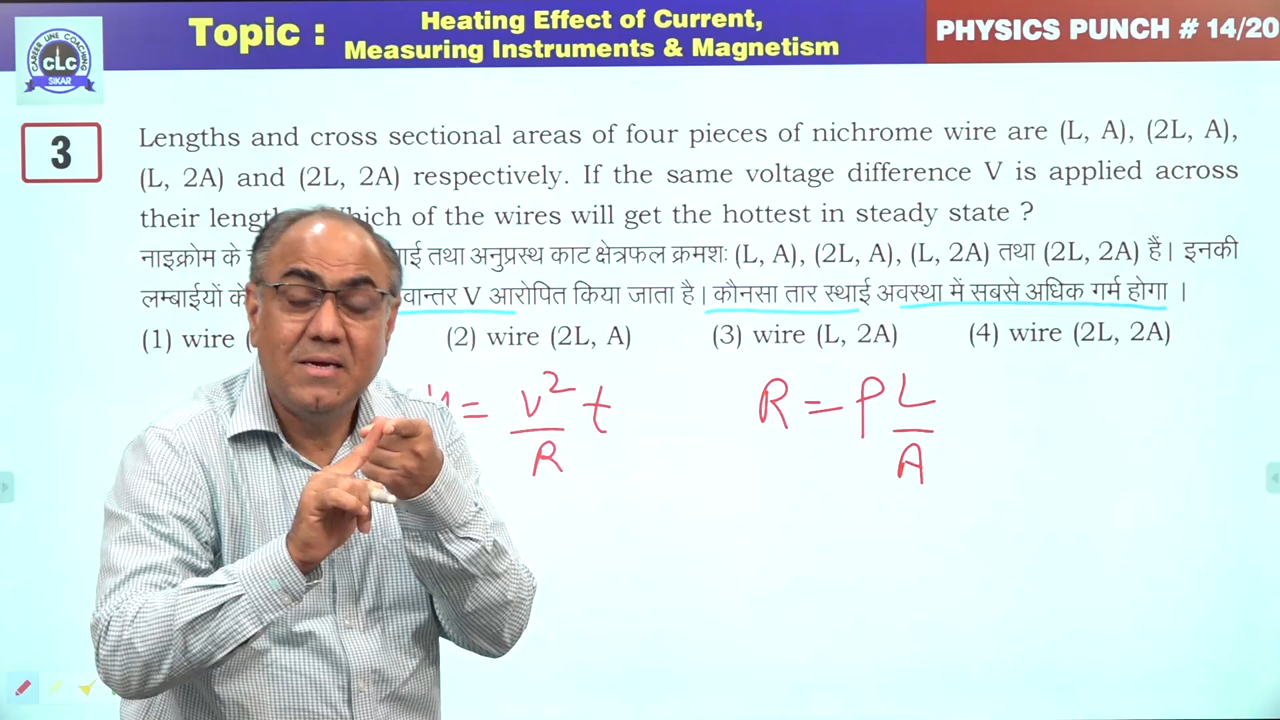 CAREER LINE COACHING
CLC
SIKAR
Topic :
Heating Effect of Current,
Measuring Instruments & Magnetism
PHYSICS PUNCH # 14/20
3
Lengths and cross sectional areas of four pieces of nichrome wire are (L, A), (2L, A),
(L, 2A) and (2L, 2A) respectively. If the same voltage difference V is applied across
their of the wires will get the hottest in steady state ?
नाइक्रोम के तथा अनुप्रस्थ काट क्षेत्रफल क्रमशः (L, A), (2L, A), (L, 2A) तथा (2L, 2A) हैं। इनकी
लम्बाईयों V आरोपित किया जाता है। कौनसा तार स्थाई अवस्था में सबसे अधिक गर्म होगा ।
(1) wire (2) wire (2L, A) (3) wire (L, 2A) (4) wire (2L, 2A)
= V² t
R
R = ρ L
A